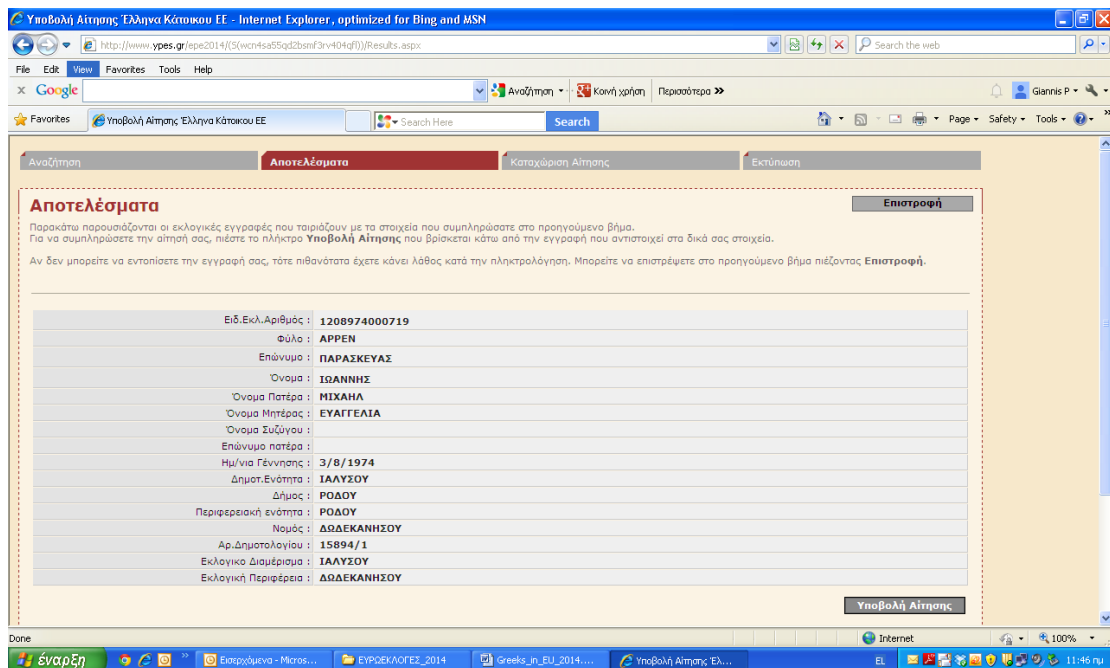 Υποβολή Αίτησης Έλληνα Κάτοικου ΕΕ - Internet Explorer, optimized for Bing and MSN
http://www.ypes.gr/epe2014/(S(wcn4sa55qd2bsmf3rv404qfl))/Results.aspx
Search the web
File Edit View Favorites Tools Help
x Google Αναζήτηση Κοινή χρήση Περισσότερα >> Giannis P
Favorites Υποβολή Αίτησης Έλληνα Κάτοικου ΕΕ Search Here Search Page Safety Tools
Αναζήτηση Αποτελέσματα Καταχώριση Αίτησης Εκτύπωση
Αποτελέσματα Επιστροφή
Παρακάτω παρουσιάζονται οι εκλογικές εγγραφές που ταιριάζουν με τα στοιχεία που συμπληρώσατε στο προηγούμενο βήμα.
Για να συμπληρώσετε την αίτησή σας, πιέστε το πλήκτρο Υποβολή Αίτησης που βρίσκεται κάτω από την εγγραφή που αντιστοιχεί στα δικά σας στοιχεία.
Αν δεν μπορείτε να εντοπίσετε την εγγραφή σας, τότε πιθανότατα έχετε κάνει λάθος κατά την πληκτρολόγηση. Μπορείτε να επιστρέψετε στο προηγούμενο βήμα πιέζοντας Επιστροφή.
Ειδ.Εκλ.Αριθμός : 1208974000719
Φύλο : ΑΡΡΕΝ
Επώνυμο : ΠΑΡΑΣΚΕΥΑΣ
Όνομα : ΙΩΑΝΝΗΣ
Όνομα Πατέρα : ΜΙΧΑΗΛ
Όνομα Μητέρας : ΕΥΑΓΓΕΛΙΑ
Όνομα Συζύγου :
Επώνυμο πατέρα :
Ημ/νια Γέννησης : 3/8/1974
Δημοτ.Ενότητα : ΙΑΛΥΣΟΥ
Δήμος : ΡΟΔΟΥ
Περιφερειακή ενότητα : ΡΟΔΟΥ
Νομός : ΔΩΔΕΚΑΝΗΣΟΥ
Αρ.Δημοτολογίου : 15894/1
Εκλογικο Διαμέρισμα : ΙΑΛΥΣΟΥ
Εκλογική Περιφέρεια : ΔΩΔΕΚΑΝΗΣΟΥ
Υποβολή Αίτησης
Done Internet 100%
έναρξη Εισερχόμενα - Micros... ΕΥΡΩΕΚΛΟΓΕΣ_2014 Greeks_in_EU_2014.... Υποβολή Αίτησης Έλ... EL 11:46 πμ